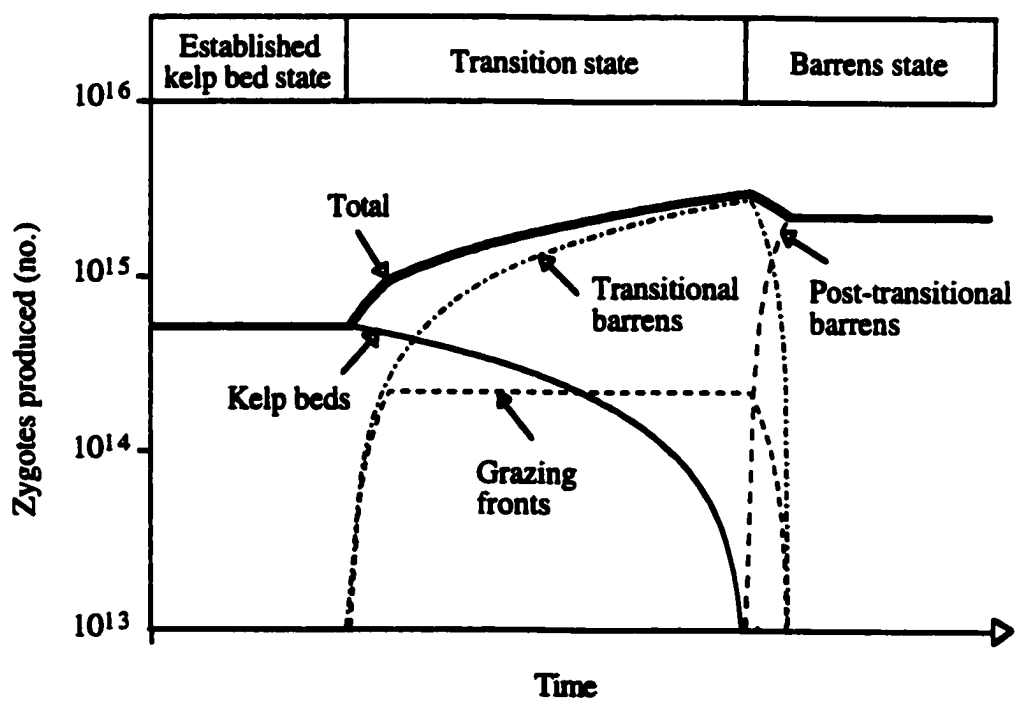 Established
kelp bed state
Transition state
Barrens state
10^16
Total
10^15
Transitional
barrens
Post-transitional
barrens
Kelp beds
10^14
Grazing
fronts
10^13
Zygotes produced (no.)
Time